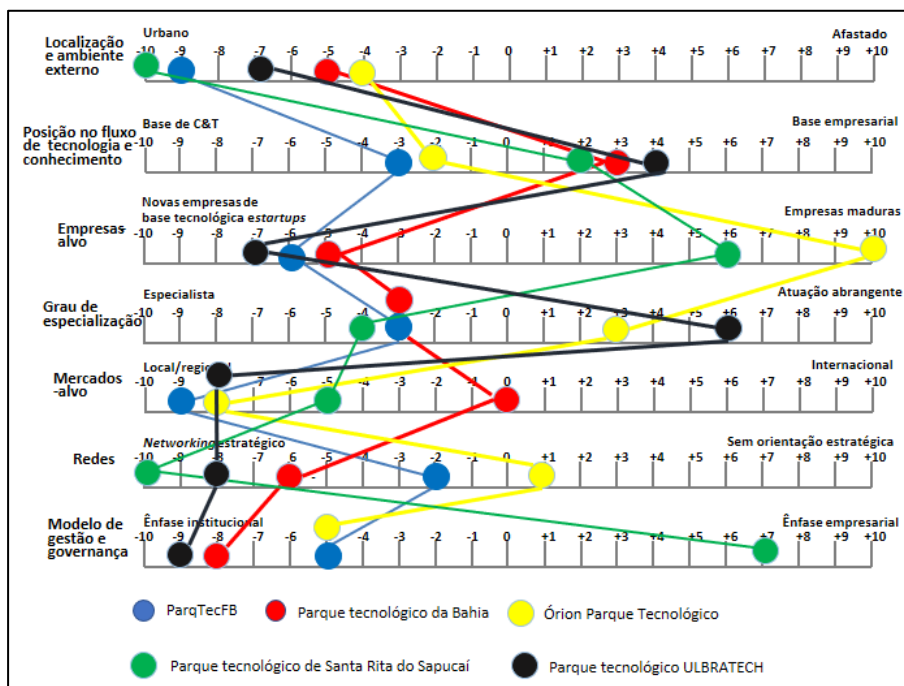 Localização e ambiente externo
Urbano
Afastado
-10 -9 -8 -7 -6 -5 -4 -3 -2 -1 0 +1 +2 +3 +4 +5 +6 +7 +8 +9 +10
Posição no fluxo de tecnologia e conhecimento
Base de C&T
Base empresarial
-10 -9 -8 -7 -6 -5 -4 -3 -2 -1 0 +1 +2 +3 +4 +5 +6 +7 +8 +9 +10
Empresas-alvo
Novas empresas de
base tecnológica e startups
Empresas maduras
-10 -9 -8 -7 -6 -5 -4 -3 -2 -1 0 +1 +2 +3 +4 +5 +6 +7 +8 +9 +10
Grau de especialização
Especialista
Atuação abrangente
-10 -9 -8 -7 -6 -5 -4 -3 -2 -1 0 +1 +2 +3 +4 +5 +6 +7 +8 +9 +10
Mercados-alvo
Local/regional
Internacional
-10 -9 -8 -7 -6 -5 -4 -3 -2 -1 0 +1 +2 +3 +4 +5 +6 +7 +8 +9 +10
Redes
Networking estratégico
Sem orientação estratégica
-10 -9 -8 -7 -6 -5 -4 -3 -2 -1 0 +1 +2 +3 +4 +5 +6 +7 +8 +9 +10
Modelo de gestão e governança
Ênfase institucional
Ênfase empresarial
-10 -9 -8 -7 -6 -5 -4 -3 -2 -1 0 +1 +2 +3 +4 +5 +6 +7 +8 +9 +10
ParqTecFB
Parque tecnológico da Bahia
Órion Parque Tecnológico
Parque tecnológico de Santa Rita do Sapucaí
Parque tecnológico ULBRATECH